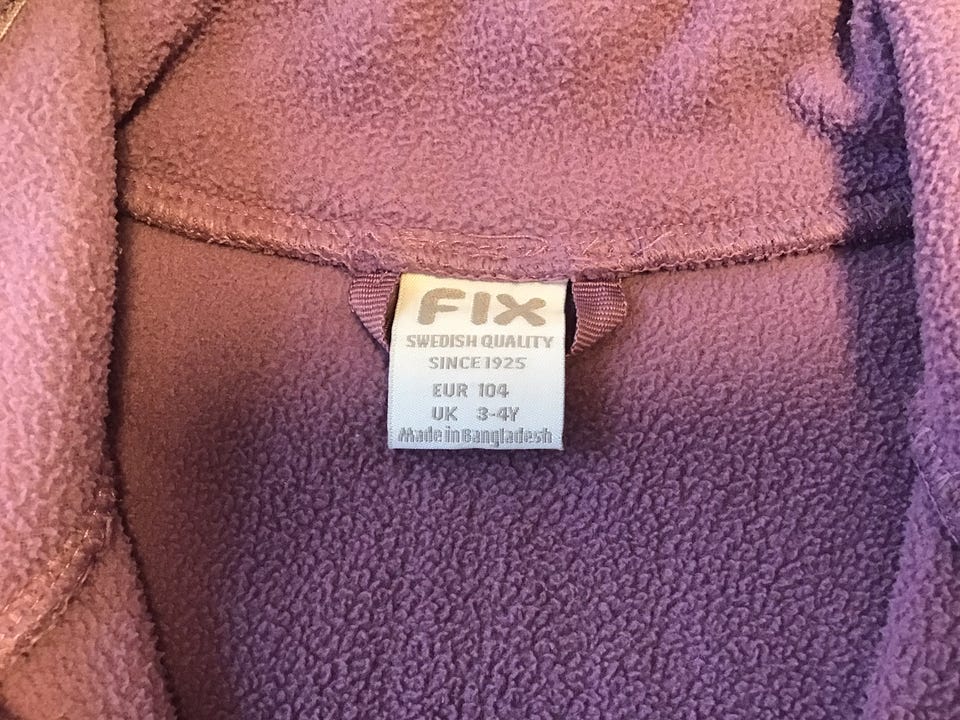 FIX
SWEDISH QUALITY
SINCE 1925
EUR 104
UK 3-4Y
Made in Bangladesh